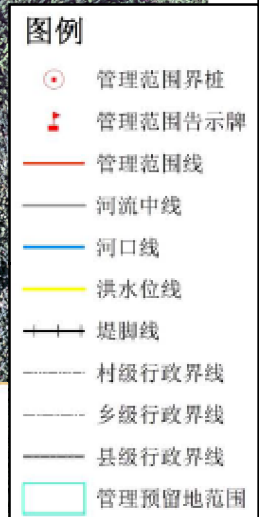 图例
管理范围界桩
管理范围告示牌
管理范围线
河流中线
河口线
洪水位线
堤脚线
村级行政界线
乡级行政界线
县级行政界线
管理预留地范围